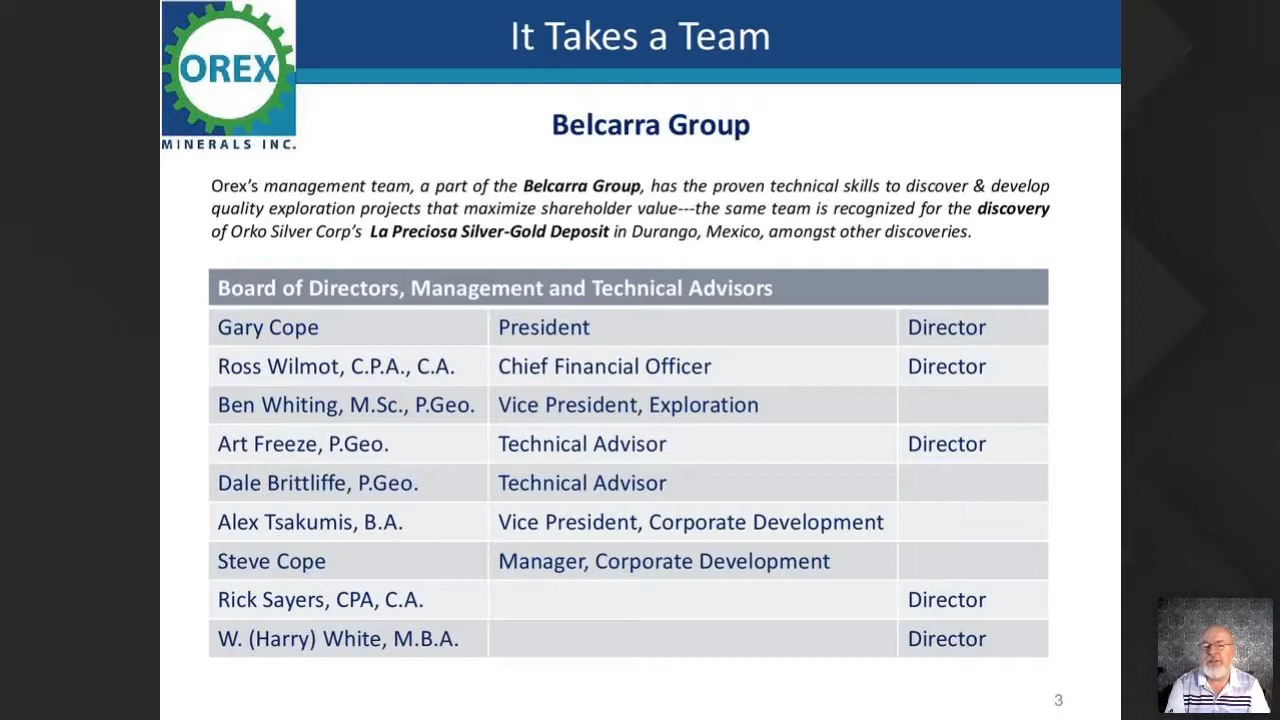 It Takes a Team
OREX
MINERALS INC.
Belcarra Group
Orex's management team, a part of the Belcarra Group, has the proven technical skills to discover & develop
quality exploration projects that maximize shareholder value---the same team is recognized for the discovery
of Orko Silver Corp's La Preciosa Silver-Gold Deposit in Durango, Mexico, amongst other discoveries.
Board of Directors, Management and Technical Advisors
Gary Cope President Director
Ross Wilmot, C.P.A., C.A. Chief Financial Officer Director
Ben Whiting, M.Sc., P.Geo. Vice President, Exploration
Art Freeze, P.Geo. Technical Advisor Director
Dale Brittliffe, P.Geo. Technical Advisor
Alex Tsakumis, B.A. Vice President, Corporate Development
Steve Cope Manager, Corporate Development
Rick Sayers, CPA, C.A. Director
W. (Harry) White, M.B.A. Director
3